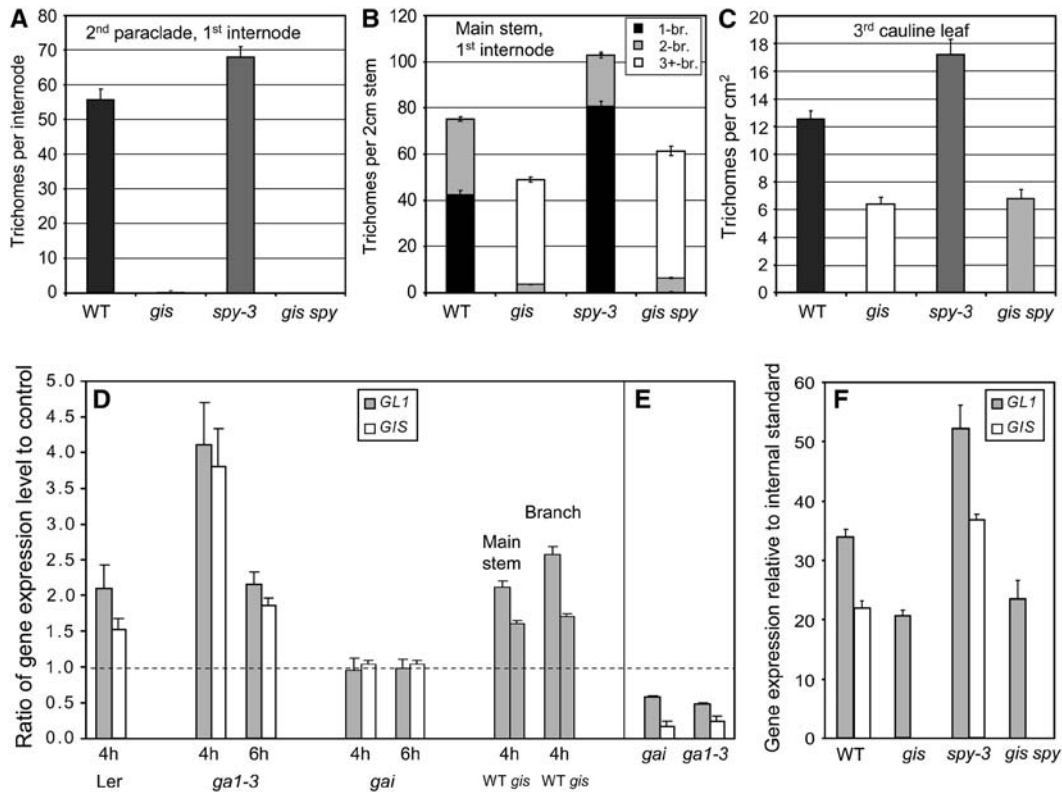 A
2nd paraclade, 1st internode
Trichomes per internode
80
70
60
50
40
30
20
10
0
WT gis spy-3 gis spy
B
Main stem,
1st internode
1-br.
2-br.
3+-br.
Trichomes per 2cm stem
120
100
80
60
40
20
0
WT gis spy-3 gis spy
C
3rd cauline leaf
Trichomes per cm2
20
18
16
14
12
10
8
6
4
2
0
WT gis spy-3 gis spy
D
GL1
GIS
Ratio of gene expression level to control
5.0
4.5
4.0
3.5
3.0
2.5
2.0
1.5
1.0
0.5
0.0
Main
stem
Branch
4h 4h 6h 4h 6h 4h 4h
Ler ga1-3 gai WT gis WT gis
E
gai ga1-3
F
GL1
GIS
Gene expression relative to internal standard
60
50
40
30
20
10
0
WT gis spy-3 gis spy